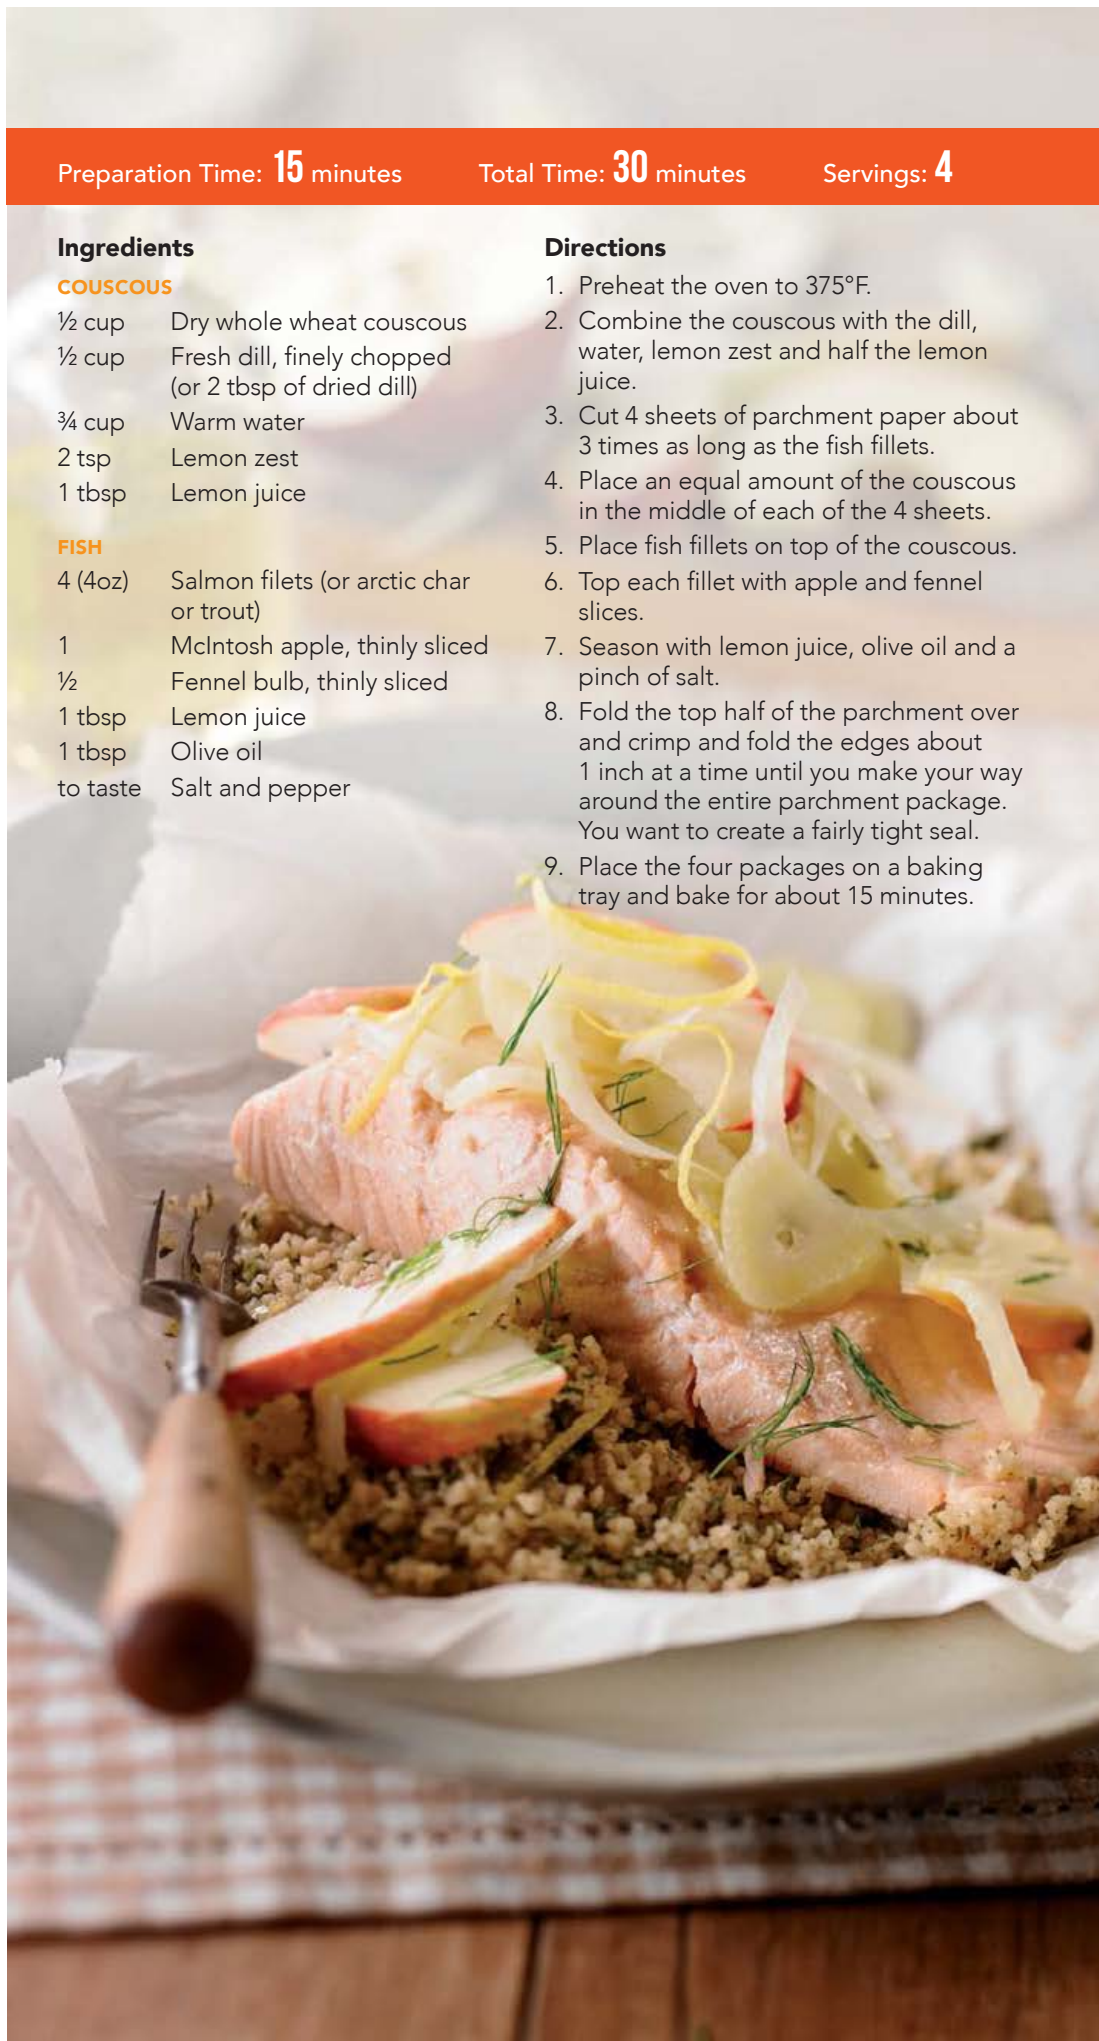 Preparation Time: 15 minutes Total Time: 30 minutes Servings: 4
Ingredients
COUSCOUS
½ cup Dry whole wheat couscous
½ cup Fresh dill, finely chopped
(or 2 tbsp of dried dill)
¾ cup Warm water
2 tsp Lemon zest
1 tbsp Lemon juice
FISH
4 (4oz) Salmon filets (or arctic char
or trout)
1 McIntosh apple, thinly sliced
½ Fennel bulb, thinly sliced
1 tbsp Lemon juice
1 tbsp Olive oil
to taste Salt and pepper
Directions
1. Preheat the oven to 375°F.
2. Combine the couscous with the dill,
water, lemon zest and half the lemon
juice.
3. Cut 4 sheets of parchment paper about
3 times as long as the fish fillets.
4. Place an equal amount of the couscous
in the middle of each of the 4 sheets.
5. Place fish fillets on top of the couscous.
6. Top each fillet with apple and fennel
slices.
7. Season with lemon juice, olive oil and a
pinch of salt.
8. Fold the top half of the parchment over
and crimp and fold the edges about
1 inch at a time until you make your way
around the entire parchment package.
You want to create a fairly tight seal.
9. Place the four packages on a baking
tray and bake for about 15 minutes.